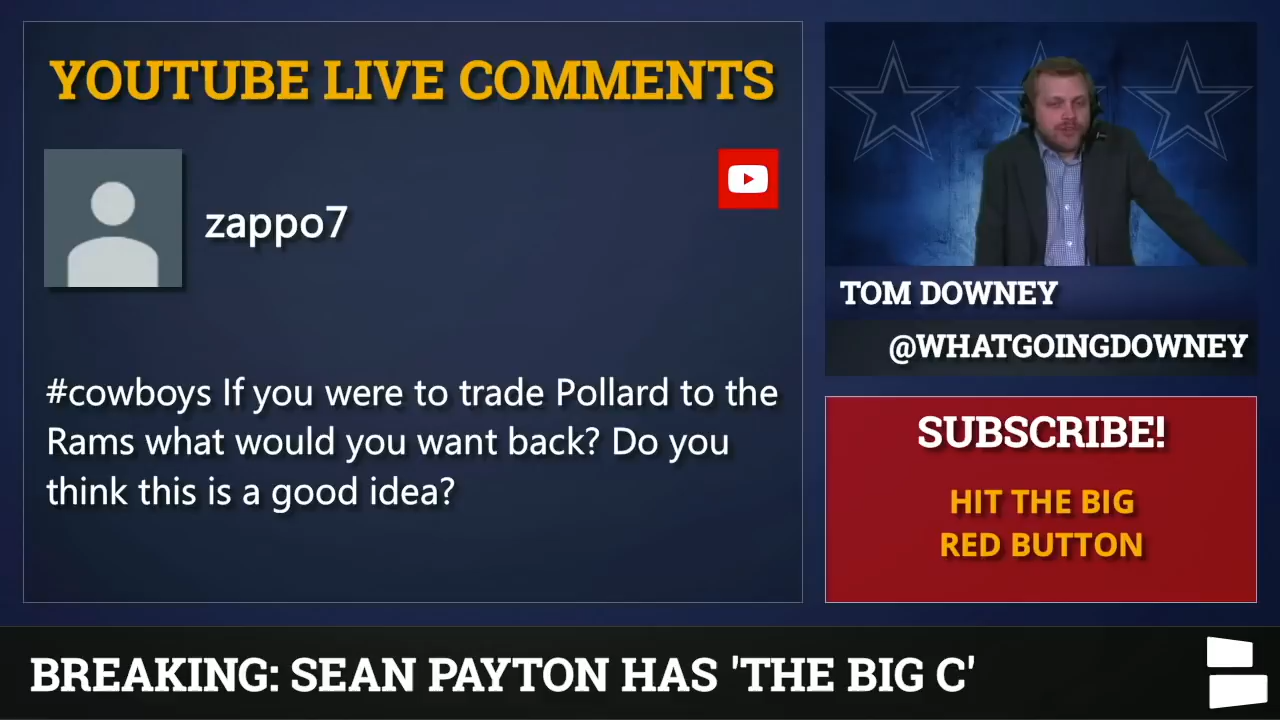 YOUTUBE LIVE COMMENTS
zappo7
#cowboys If you were to trade Pollard to the
Rams what would you want back? Do you
think this is a good idea?
TOM DOWNEY
@WHATGOINGDOWNEY
SUBSCRIBE!
HIT THE BIG
RED BUTTON
BREAKING: SEAN PAYTON HAS 'THE BIG C'